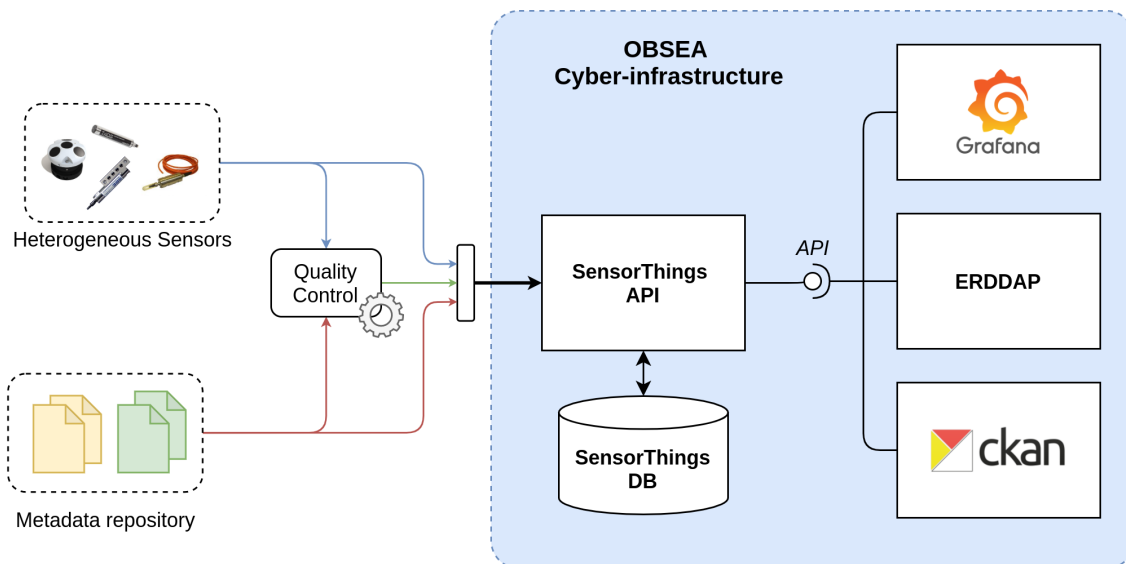 OBSEA
Cyber-infrastructure
Heterogeneous Sensors
Quality
Control
Metadata repository
SensorThings
API
SensorThings
DB
API
Grafana
ERDDAP
ckan